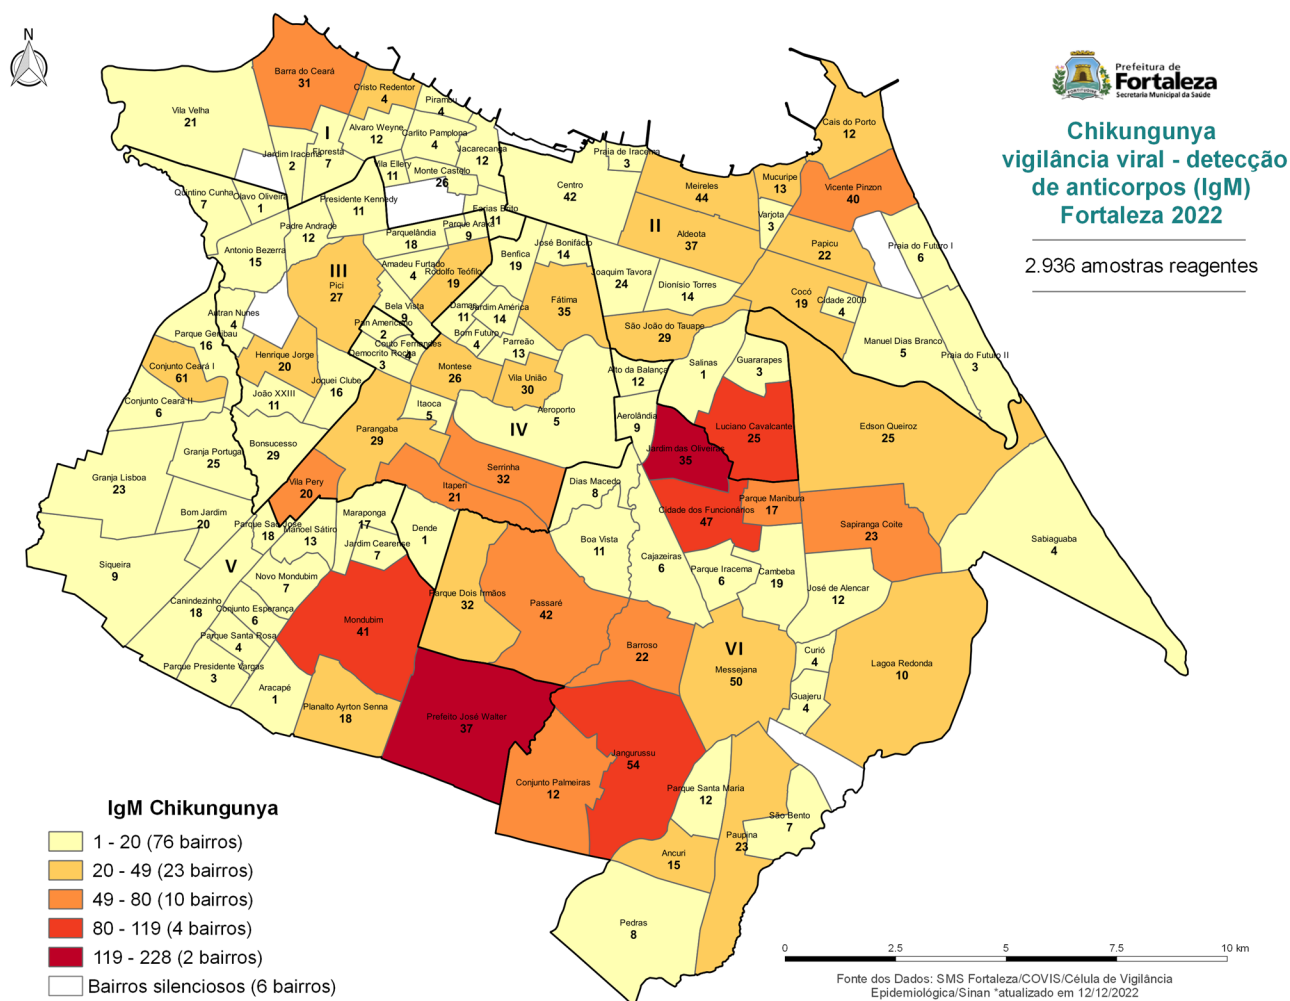 N
Prefeitura de
Fortaleza
Secretaria Municipal da Saúde
Chikungunya
vigilância viral - detecção
de anticorpos (IgM)
Fortaleza 2022
2.936 amostras reagentes
Barra do Ceará
31
Cristo Redentor
4
Pirambu
4
Vila Velha
21
I
Alvaro Weyne
12
Carlito Pamplona
4
Jacarecanga
12
Jardim Iracema
2
Floresta
7
Vila Ellery
11
Monte Castelo
26
Farias Brito
11
Praia de Iracema
3
Centro
42
Meireles
44
Mucuripe
13
Cais do Porto
12
Vicente Pinzon
40
Varjota
3
II
Aldeota
37
Papicu
22
Praia do Futuro I
6
Quintino Cunha
7
Olavo Oliveira
1
Presidente Kennedy
11
Padre Andrade
12
Parquelândia
18
Parque Araxá
9
Antonio Bezerra
15
III
Pici
27
Amadeu Furtado
4
Rodolfo Teófilo
19
Benfica
19
José Bonifácio
14
Joaquim Tavora
24
Dionísio Torres
14
Cocó
19
Cidade 2000
4
Fátima
35
São João do Tauape
29
Manuel Dias Branco
5
Praia do Futuro II
3
Autran Nunes
4
Parque Genibau
16
Bela Vista
9
Damas
11
Jardim América
14
Pan Americano
2
Couto Fernandes
4
Democrito Rocha
3
Bom Futuro
4
Parreão
13
Henrique Jorge
20
Conjunto Ceará I
61
Joquei Clube
16
João XXIII
11
Conjunto Ceará II
6
Montese
26
Vila União
30
Itaoca
5
Aeroporto
5
IV
Alto da Balança
12
Aerolândia
9
Salinas
1
Guararapes
3
Luciano Cavalcante
25
Edson Queiroz
25
Jardim das Oliveiras
35
Bonsucesso
29
Parangaba
29
Granja Portugal
25
Granja Lisboa
23
Vila Pery
20
Itaperi
21
Serrinha
32
Dias Macedo
8
Parque Manibura
17
Cidade dos Funcionários
47
Sapiranga Coite
23
Sabiaguaba
4
Bom Jardim
20
Parque Sao Jose
18
Manoel Sátiro
13
Maraponga
17
Jardim Cearense
7
Dende
1
Boa Vista
11
Cajazeiras
6
Parque Iracema
6
Cambeba
19
José de Alencar
12
Siqueira
9
V
Novo Mondubim
7
Canindezinho
18
Conjunto Esperança
6
Parque Santa Rosa
4
Parque Presidente Vargas
3
Aracapé
1
Mondubim
41
Parque Dois Irmãos
32
Passaré
42
Barroso
22
VI
Messejana
50
Curió
4
Guajeru
4
Lagoa Redonda
10
Planalto Ayrton Senna
18
Prefeito José Walter
37
Jangurussu
54
Conjunto Palmeiras
12
Parque Santa Maria
12
São Bento
7
Paupina
23
Ancuri
15
Pedras
8
IgM Chikungunya
1 - 20 (76 bairros)
20 - 49 (23 bairros)
49 - 80 (10 bairros)
80 - 119 (4 bairros)
119 - 228 (2 bairros)
Bairros silenciosos (6 bairros)
0 2.5 5 7.5 10 km
Fonte dos Dados: SMS Fortaleza/COVIS/Célula de Vigilância
Epidemiológica/Sinan *atualizado em 12/12/2022